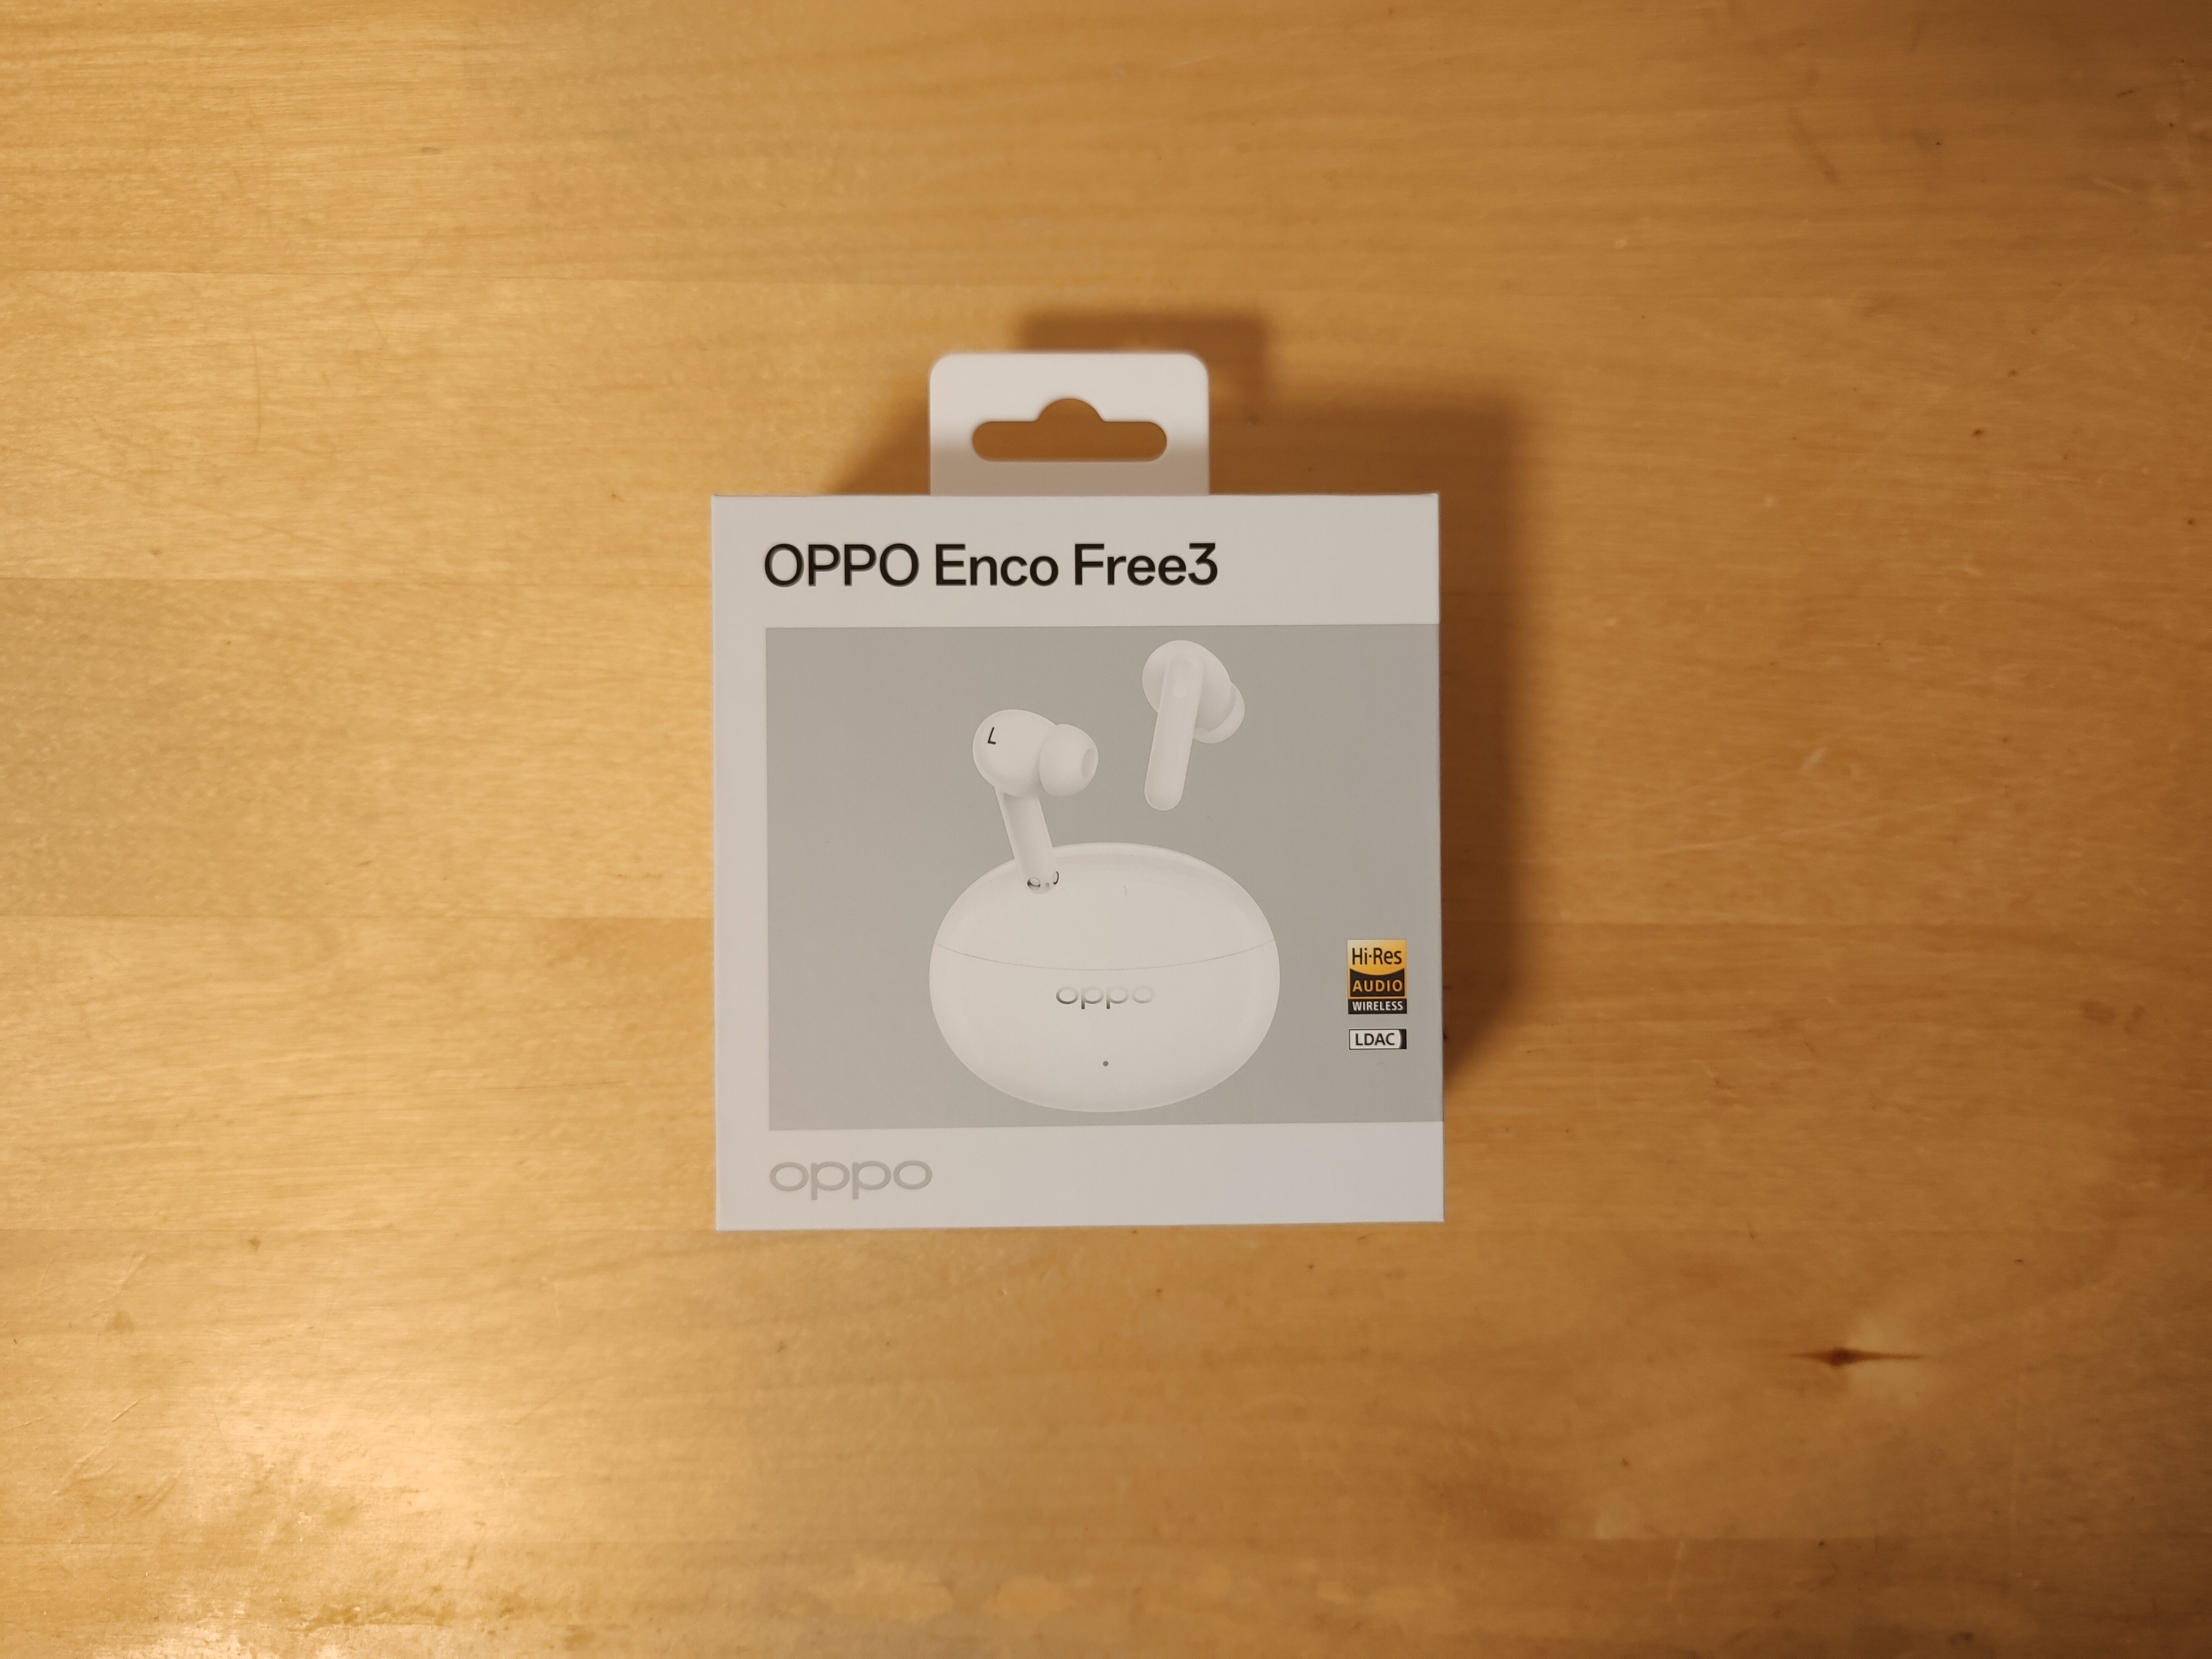 OPPO Enco Free3
L
oppo
Hi-Res
AUDIO
WIRELESS
LDAC
oppo